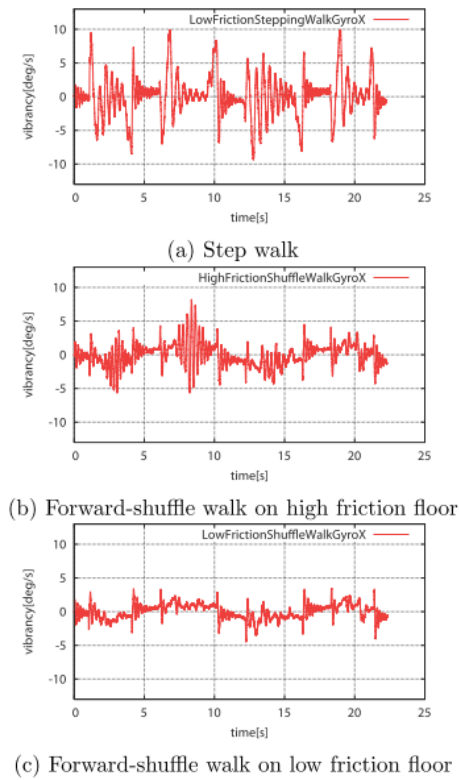 LowFrictionSteppingWalkGyroX
vibrancy[deg/s]
10
5
0
-5
-10
0 5 10 15 20 25
time[s]
(a) Step walk
HighFrictionShuffleWalkGyroX
vibrancy[deg/s]
10
5
0
-5
-10
0 5 10 15 20 25
time[s]
(b) Forward-shuffle walk on high friction floor
LowFrictionShuffleWalkGyroX
vibrancy[deg/s]
10
5
0
-5
-10
0 5 10 15 20 25
time[s]
(c) Forward-shuffle walk on low friction floor